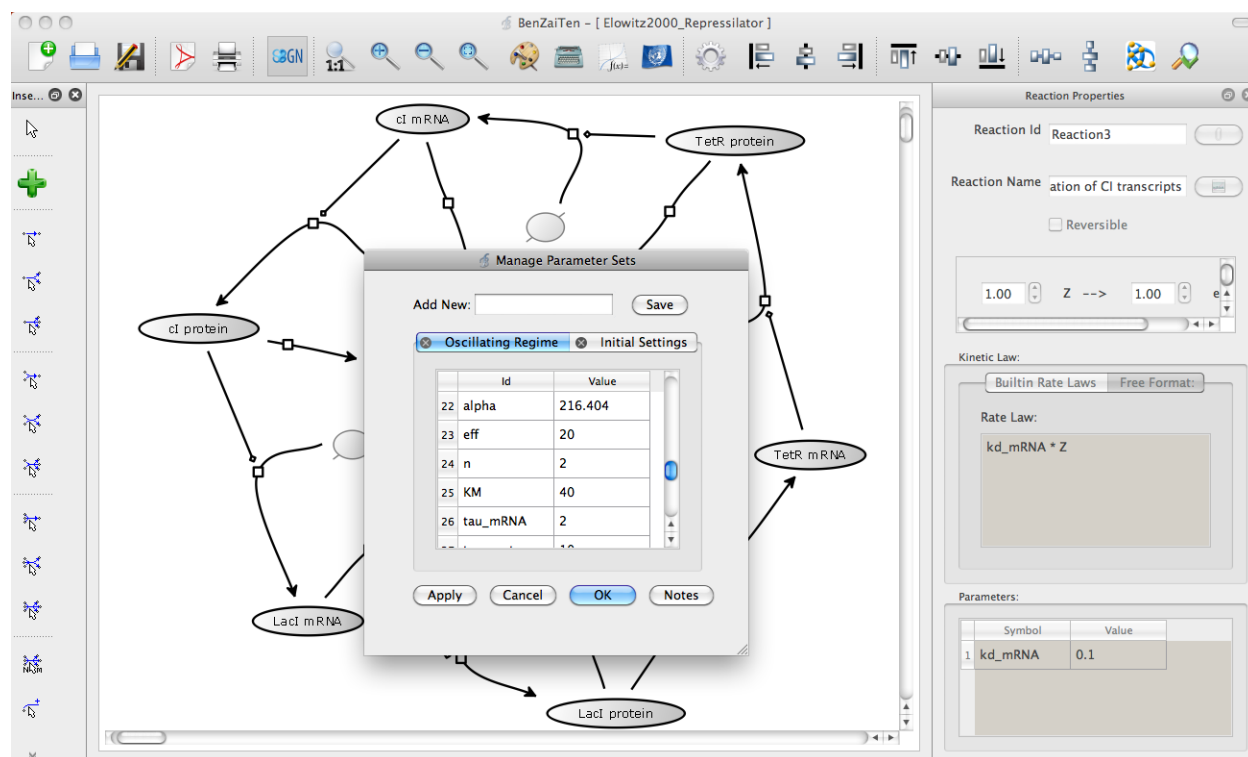 BenZaiTen – [ Elowitz2000_Repressilator ]
SBGN
1:1
f(x)=
Inse...
Reaction Properties
Reaction Id Reaction3
Reaction Name ation of CI transcripts
Reversible
1.00 Z --> 1.00 e
Kinetic Law:
Builtin Rate Laws Free Format:
Rate Law:
kd_mRNA * Z
Parameters:
Symbol Value
1 kd_mRNA 0.1
cI mRNA
TetR protein
cI protein
TetR mRNA
LacI mRNA
LacI protein
Manage Parameter Sets
Add New: Save
Oscillating Regime Initial Settings
Id Value
22 alpha 216.404
23 eff 20
24 n 2
25 KM 40
26 tau_mRNA 2
Apply Cancel OK Notes